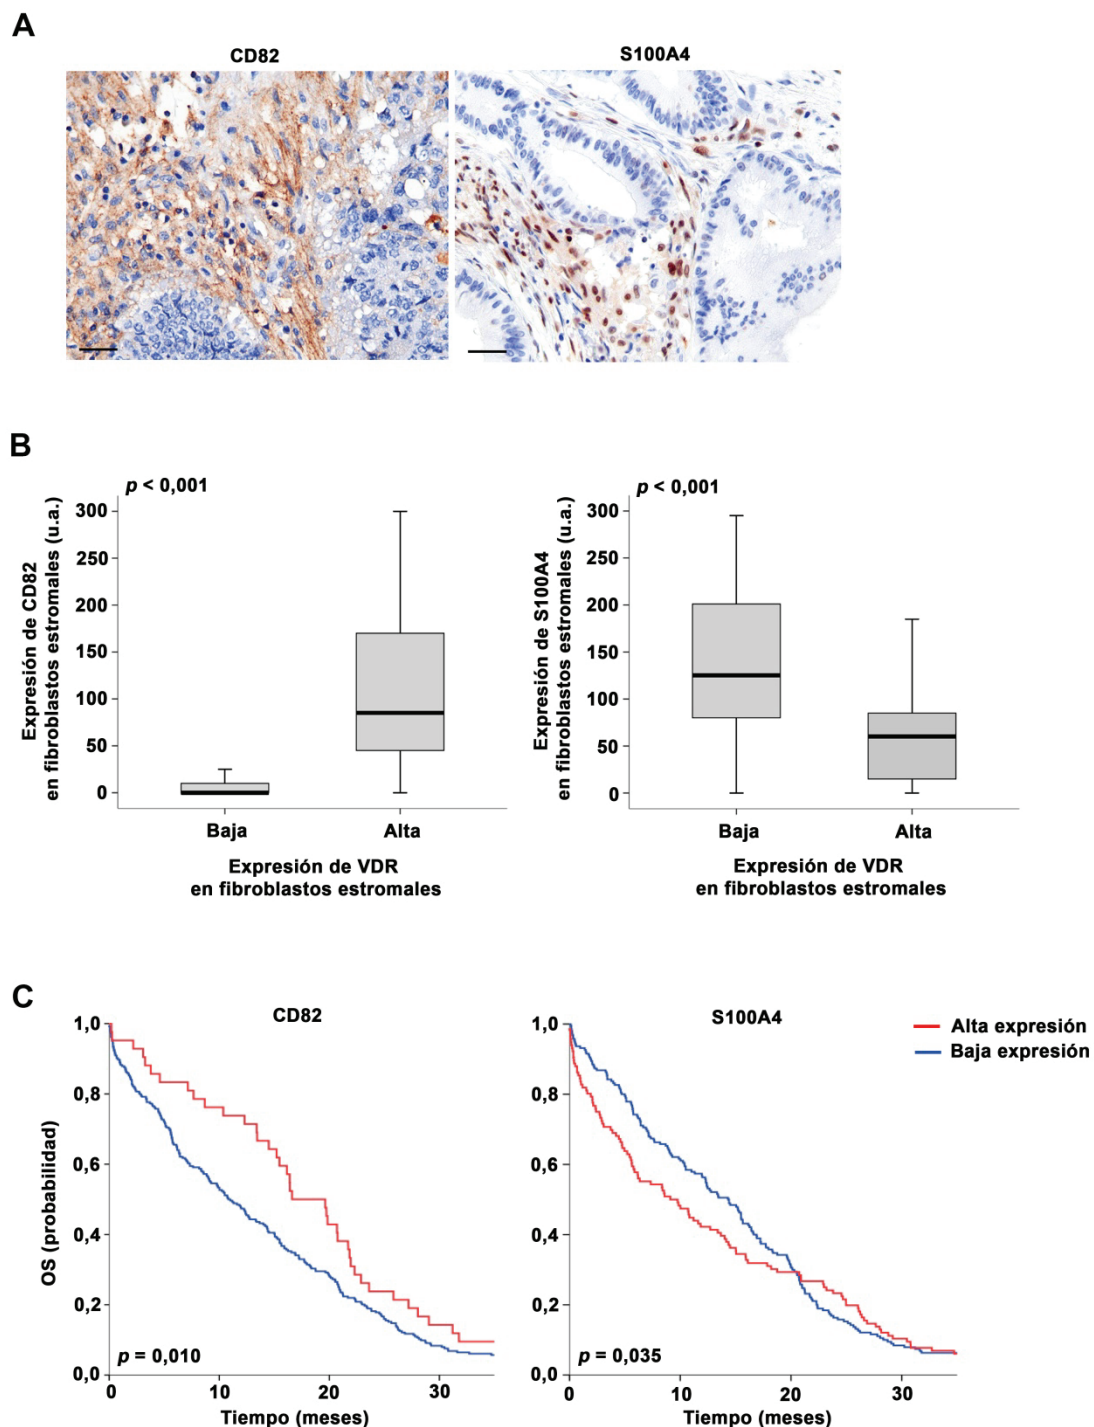 A
CD82
S100A4
B
p < 0,001
Expresión de CD82
en fibroblastos estromales (u.a.)
300
250
200
150
100
50
0
Baja
Alta
Expresión de VDR
en fibroblastos estromales
p < 0,001
Expresión de S100A4
en fibroblastos estromales (u.a.)
300
250
200
150
100
50
0
Baja
Alta
Expresión de VDR
en fibroblastos estromales
C
CD82
OS (probabilidad)
1,0
0,8
0,6
0,4
0,2
0,0
p = 0,010
0
10
20
30
Tiempo (meses)
S100A4
1,0
0,8
0,6
0,4
0,2
0,0
p = 0,035
0
10
20
30
Tiempo (meses)
Alta expresión
Baja expresión